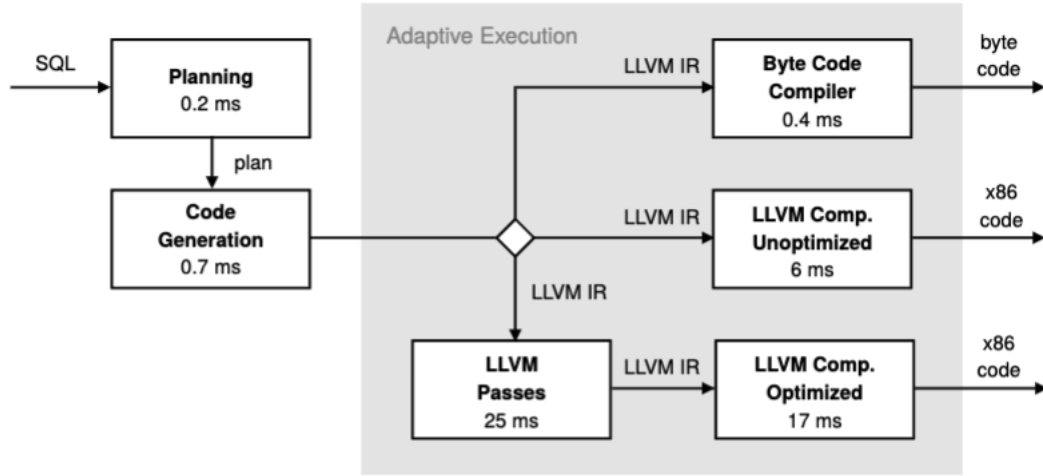 Adaptive Execution
SQL
Planning
0.2 ms
plan
Code
Generation
0.7 ms
LLVM IR
Byte Code
Compiler
0.4 ms
byte
code
LLVM IR
LLVM Comp.
Unoptimized
6 ms
x86
code
LLVM IR
LLVM
Passes
25 ms
LLVM IR
LLVM Comp.
Optimized
17 ms
x86
code